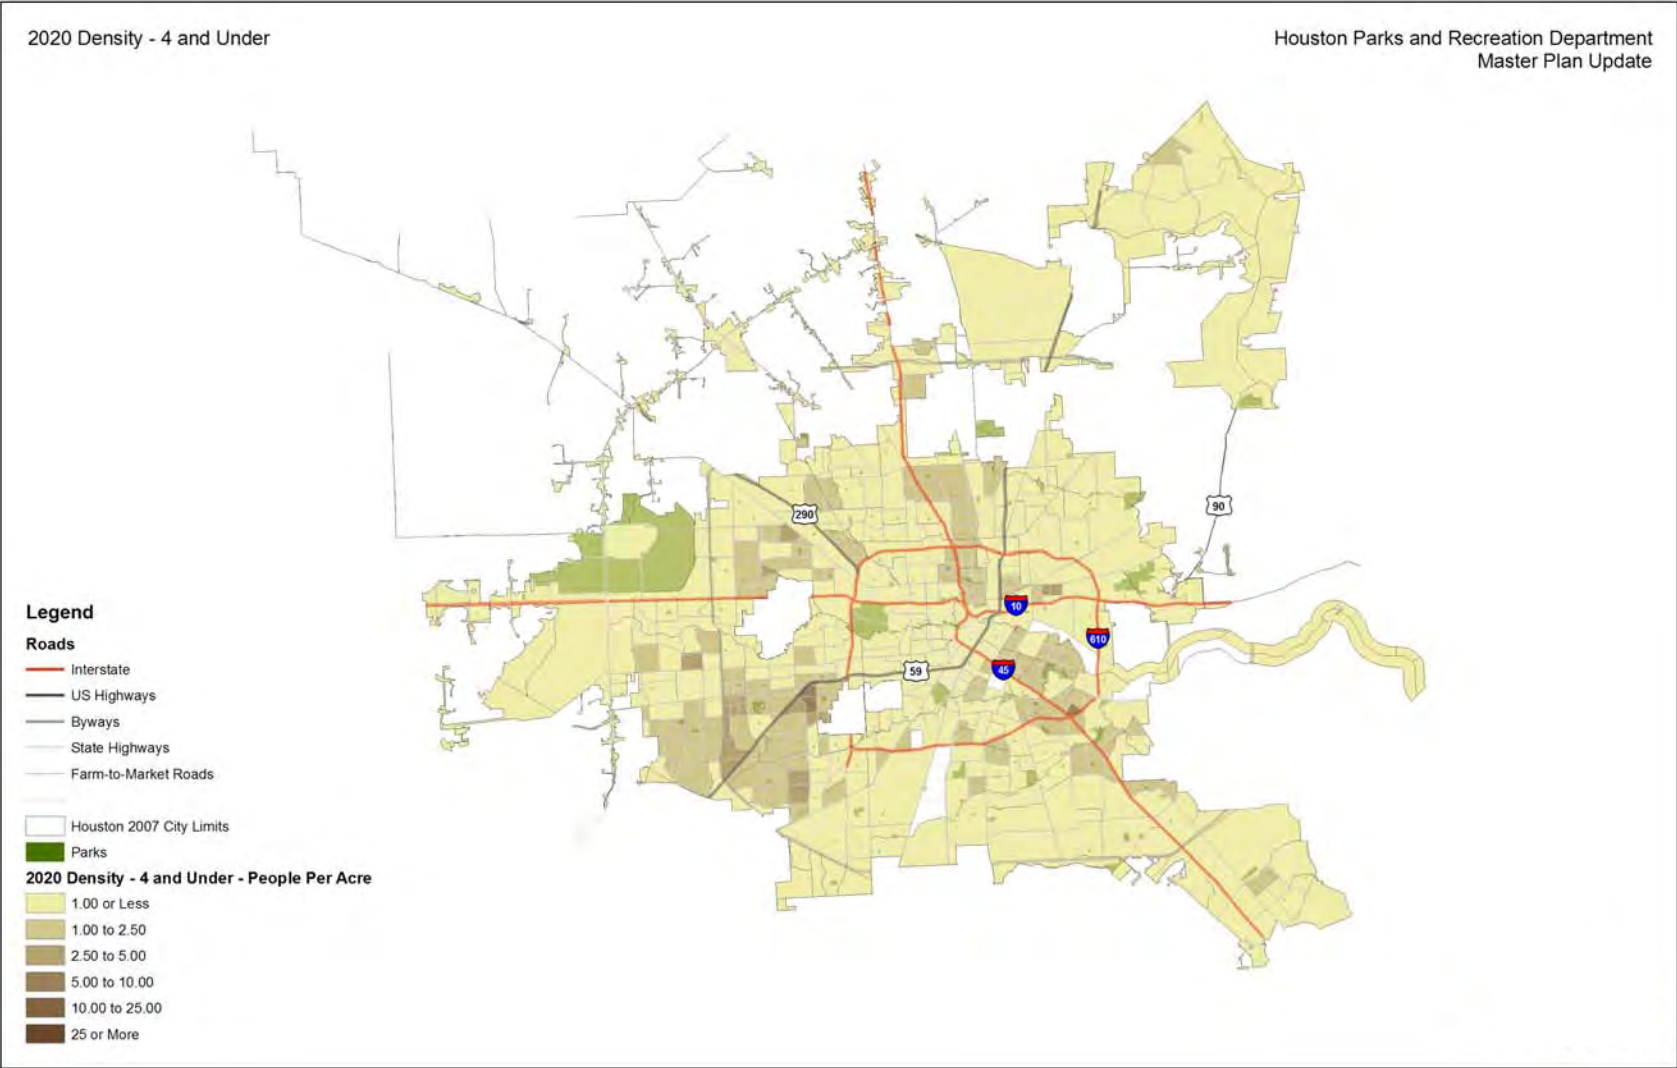 2020 Density - 4 and Under
Houston Parks and Recreation Department
Master Plan Update
290
90
10
610
59
45
Legend
Roads
Interstate
US Highways
Byways
State Highways
Farm-to-Market Roads
Houston 2007 City Limits
Parks
2020 Density - 4 and Under - People Per Acre
1.00 or Less
1.00 to 2.50
2.50 to 5.00
5.00 to 10.00
10.00 to 25.00
25 or More